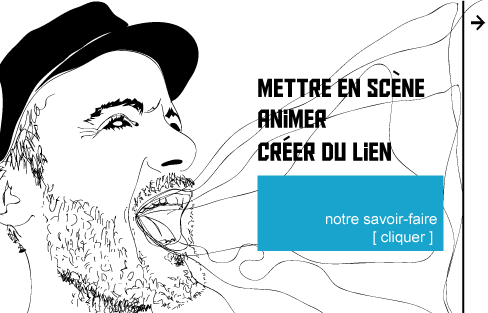 METTRE EN SCÈNE
ANiMER
CRÉER DU LiEN
notre savoir-faire
[ cliquer ]